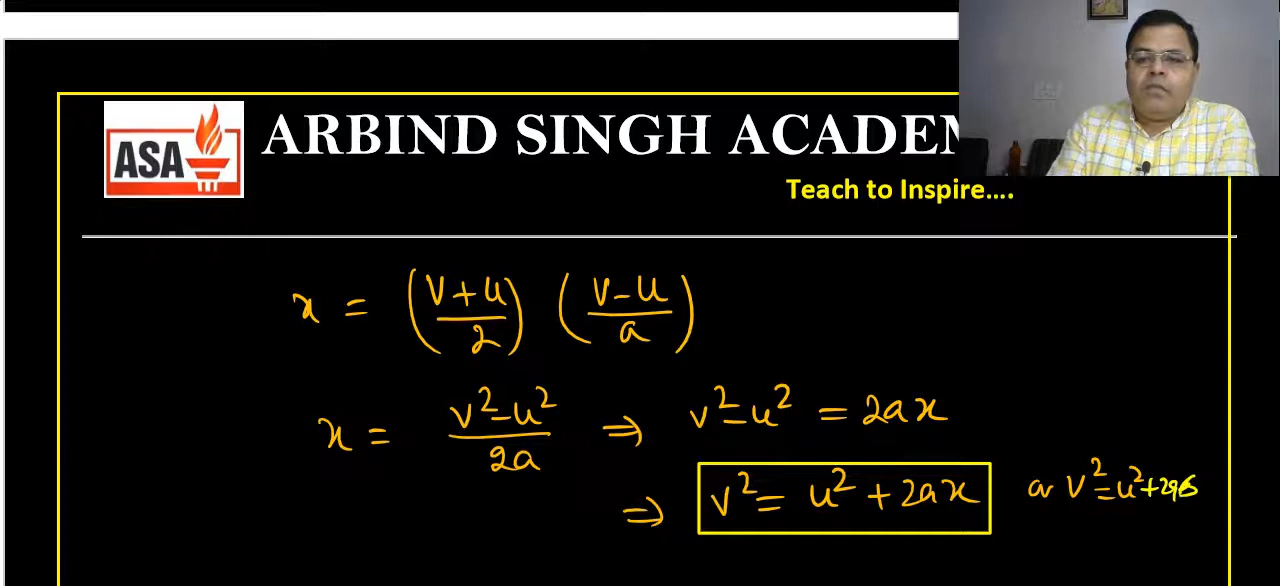 ASA
ARBIND SINGH ACADEM
Teach to Inspire....
x = (v+u/2) (v-u/a)
x = v²-u²/2a ⇒ v²-u² = 2ax
⇒ v² = u² + 2ax or v² = u² + 2as